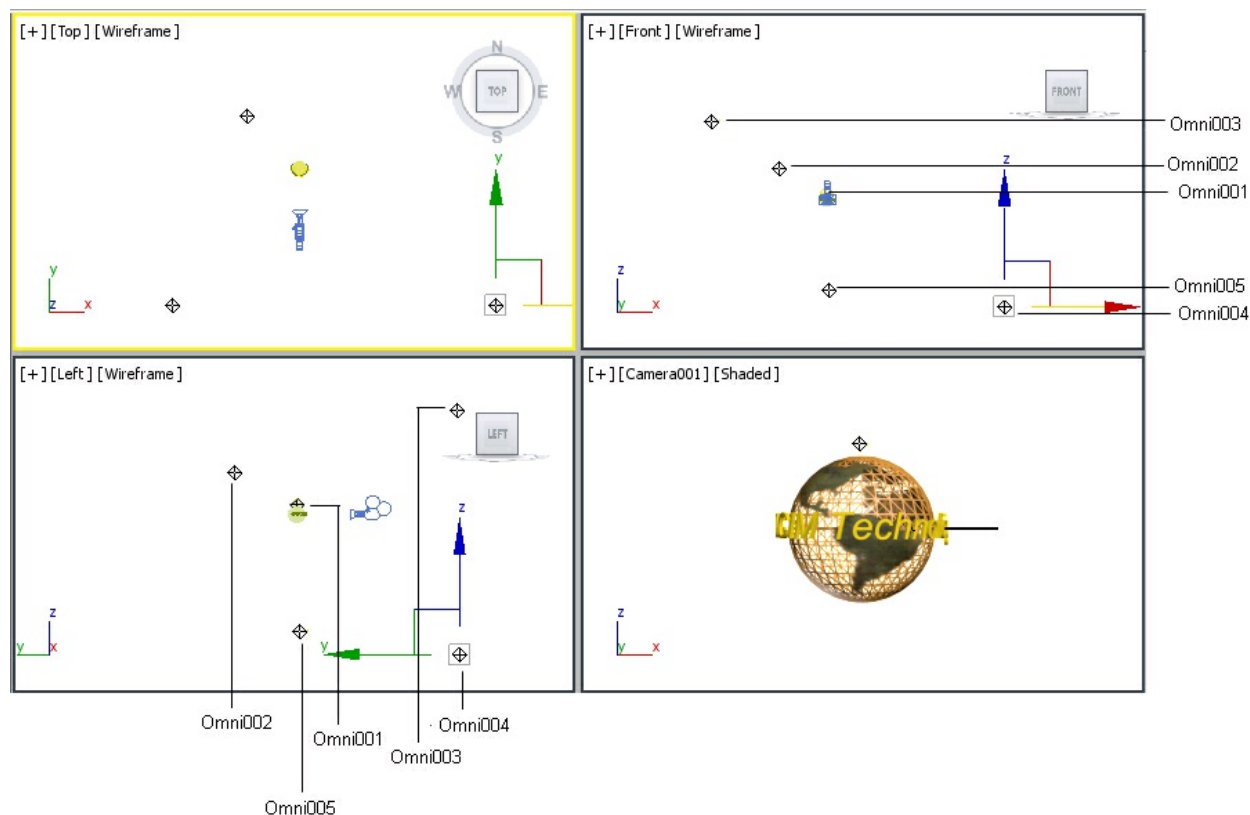 [+] [Top] [Wireframe]
N
W
TOP
E
S
y
y
z
x
[+] [Front] [Wireframe]
FRONT
Omni003
Omni002
Omni001
z
z
y
x
Omni005
Omni004
[+] [Left] [Wireframe]
LEFT
z
z
y
x
y
[+] [Camera001] [Shaded]
Techno
z
y
x
Omni002
Omni001
Omni004
Omni003
Omni005